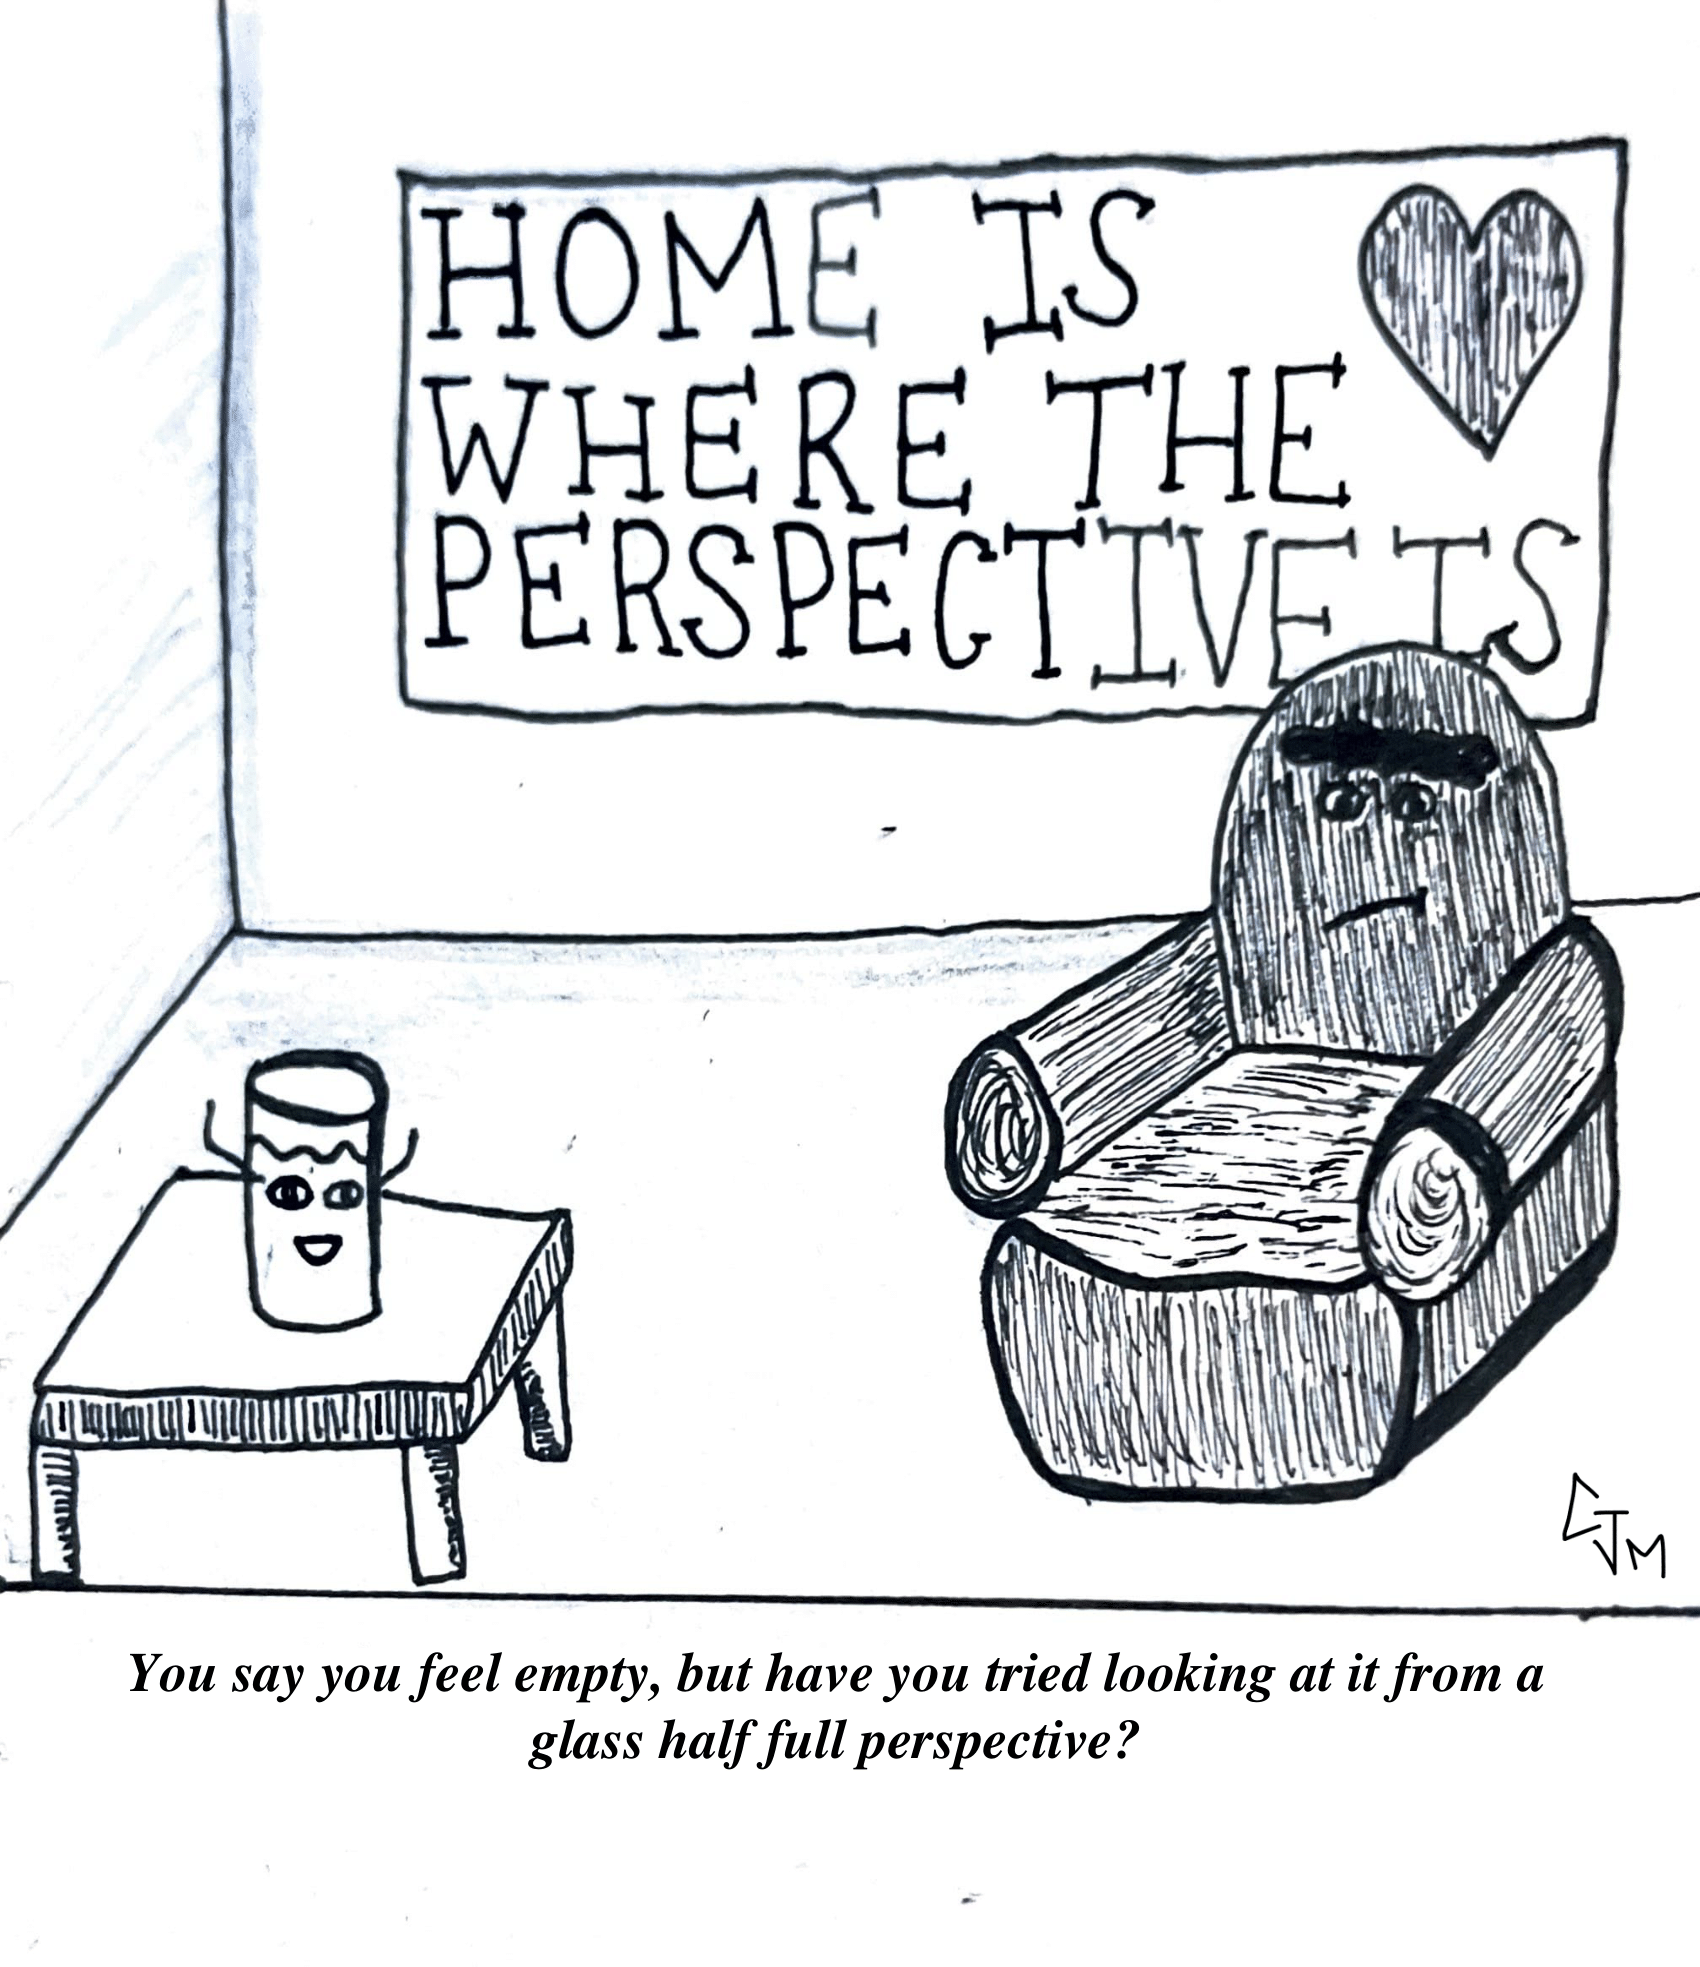 HOME IS
WHERE THE
PERSPECTIVE IS
CJM
You say you feel empty, but have you tried looking at it from a
glass half full perspective?